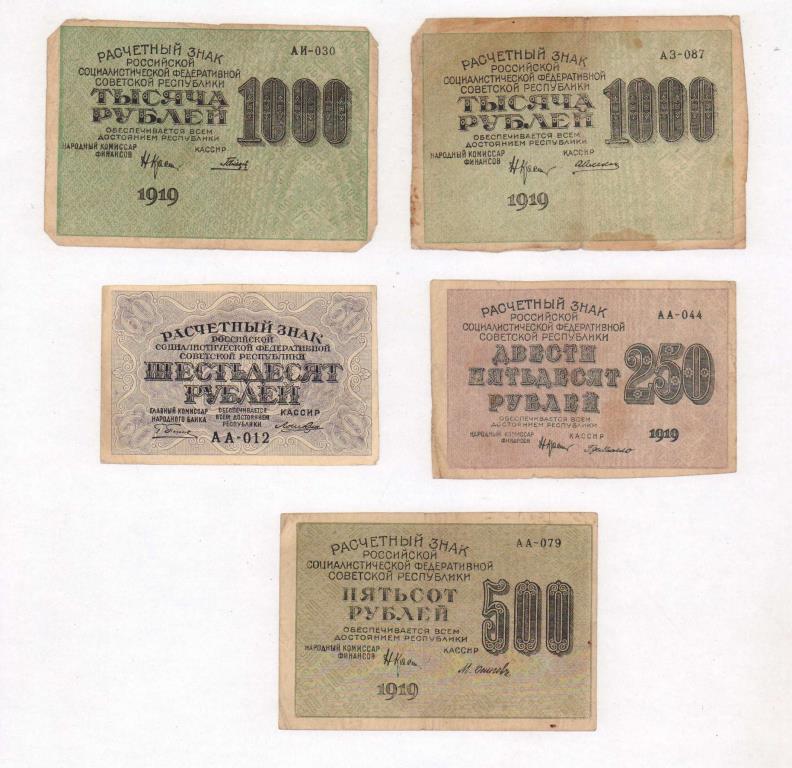 РАСЧЕТНЫЙ ЗНАК
АИ-030
РОССИЙСКОЙ
СОЦИАЛИСТИЧЕСКОЙ ФЕДЕРАТИВНОЙ
СОВЕТСКОЙ РЕСПУБЛИКИ
ТЫСЯЧА
РУБЛЕЙ
1000
ОБЕСПЕЧИВАЕТСЯ ВСЕМ
ДОСТОЯНИЕМ РЕСПУБЛИКИ
НАРОДНЫЙ КОМИССАР
ФИНАНСОВ
КАССИР
1919
РАСЧЕТНЫЙ ЗНАК
АЗ-087
РОССИЙСКОЙ
СОЦИАЛИСТИЧЕСКОЙ ФЕДЕРАТИВНОЙ
СОВЕТСКОЙ РЕСПУБЛИКИ
ТЫСЯЧА
РУБЛЕЙ
1000
ОБЕСПЕЧИВАЕТСЯ ВСЕМ
ДОСТОЯНИЕМ РЕСПУБЛИКИ
НАРОДНЫЙ КОМИССАР
ФИНАНСОВ
КАССИР
1919
60 60
РАСЧЕТНЫЙ ЗНАК
РОССИЙСКОЙ
СОЦИАЛИСТИЧЕСКОЙ ФЕДЕРАТИВНОЙ
СОВЕТСКОЙ РЕСПУБЛИКИ
ШЕСТЬДЕСЯТ
РУБЛЕЙ
ГЛАВНЫЙ КОМИССАР
НАРОДНОГО БАНКА
ОБЕСПЕЧИВАЕТСЯ
ВСЕМ ДОСТОЯНИЕМ
РЕСПУБЛИКИ
КАССИР
АА-012
60 60
РАСЧЕТНЫЙ ЗНАК
АА-044
РОССИЙСКОЙ
СОЦИАЛИСТИЧЕСКОЙ ФЕДЕРАТИВНОЙ
СОВЕТСКОЙ РЕСПУБЛИКИ
ДВЕСТИ
ПЯТЬДЕСЯТ
РУБЛЕЙ
250
ОБЕСПЕЧИВАЕТСЯ ВСЕМ
ДОСТОЯНИЕМ РЕСПУБЛИКИ
НАРОДНЫЙ КОМИССАР
ФИНАНСОВ
КАССИР
1919
РАСЧЕТНЫЙ ЗНАК
АА-079
РОССИЙСКОЙ
СОЦИАЛИСТИЧЕСКОЙ ФЕДЕРАТИВНОЙ
СОВЕТСКОЙ РЕСПУБЛИКИ
ПЯТЬСОТ
РУБЛЕЙ
500
ОБЕСПЕЧИВАЕТСЯ ВСЕМ
ДОСТОЯНИЕМ РЕСПУБЛИКИ
НАРОДНЫЙ КОМИССАР
ФИНАНСОВ
КАССИР
1919